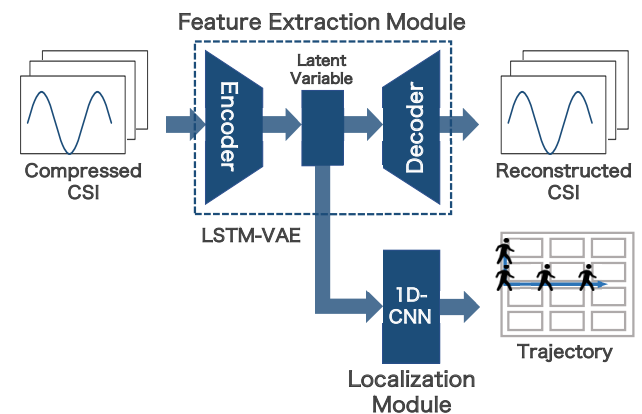 Feature Extraction Module
Encoder
Latent
Variable
Decoder
Compressed
CSI
Reconstructed
CSI
LSTM-VAE
1D-
CNN
Trajectory
Localization
Module